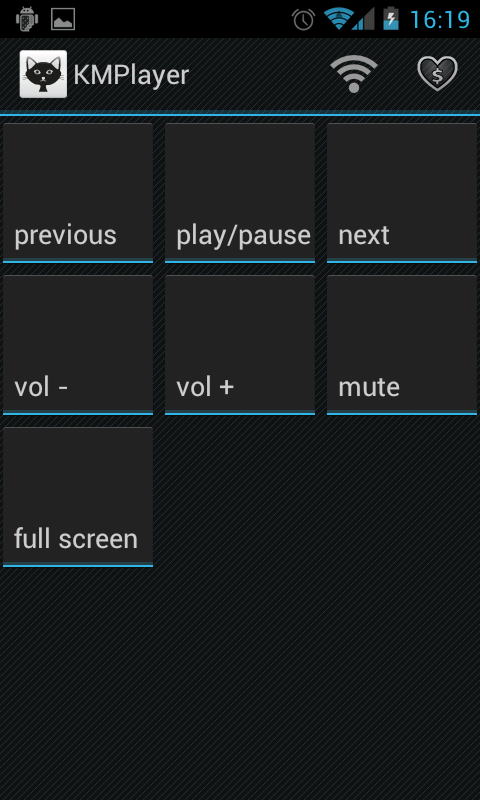 16:19
KMPlayer
previous
play/pause
next
vol -
vol +
mute
full screen